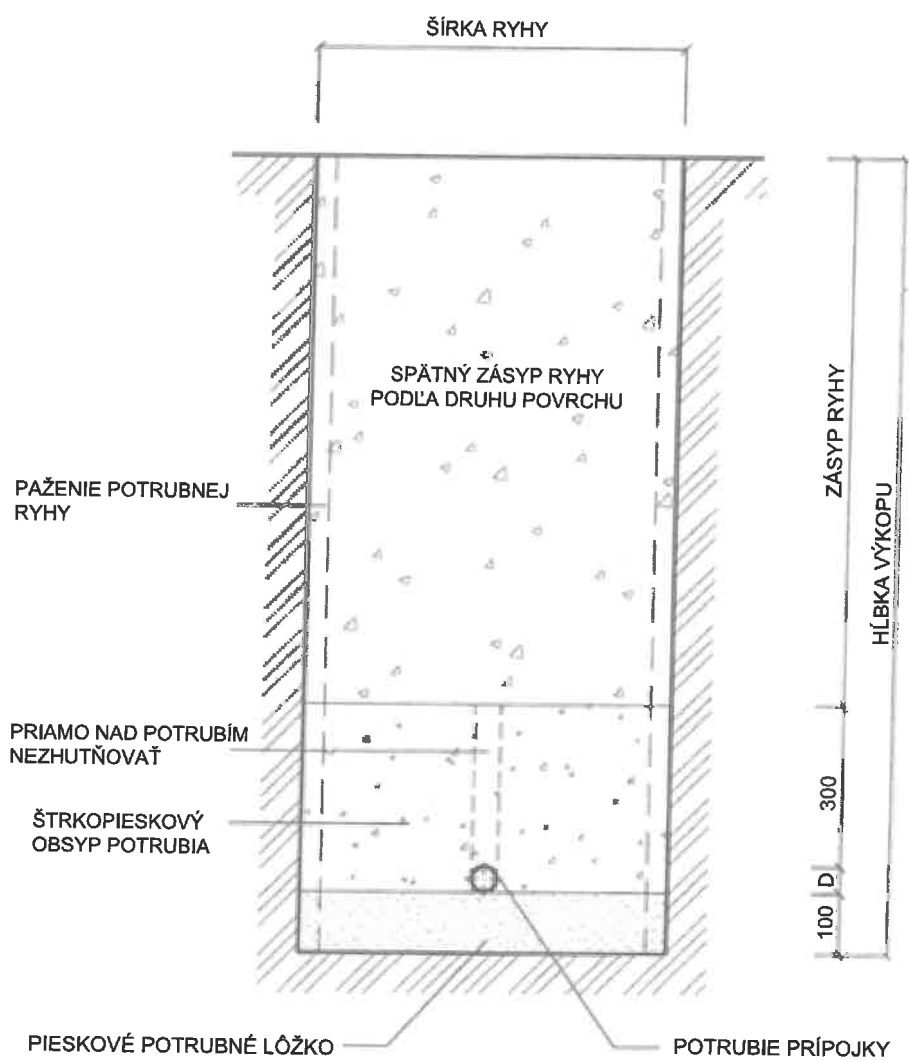 ŠÍRKA RYHY
SPÄTNÝ ZÁSYP RYHY
PODĽA DRUHU POVRCHU
ZÁSYP RYHY
HĹBKA VÝKOPU
PAŽENIE POTRUBNEJ
RYHY
PRIAMO NAD POTRUBÍM
NEZHUTŇOVAŤ
300
ŠTRKOPIESKOVÝ
OBSYP POTRUBIA
D
100
PIESKOVÉ POTRUBNÉ LÔŽKO
POTRUBIE PRÍPOJKY